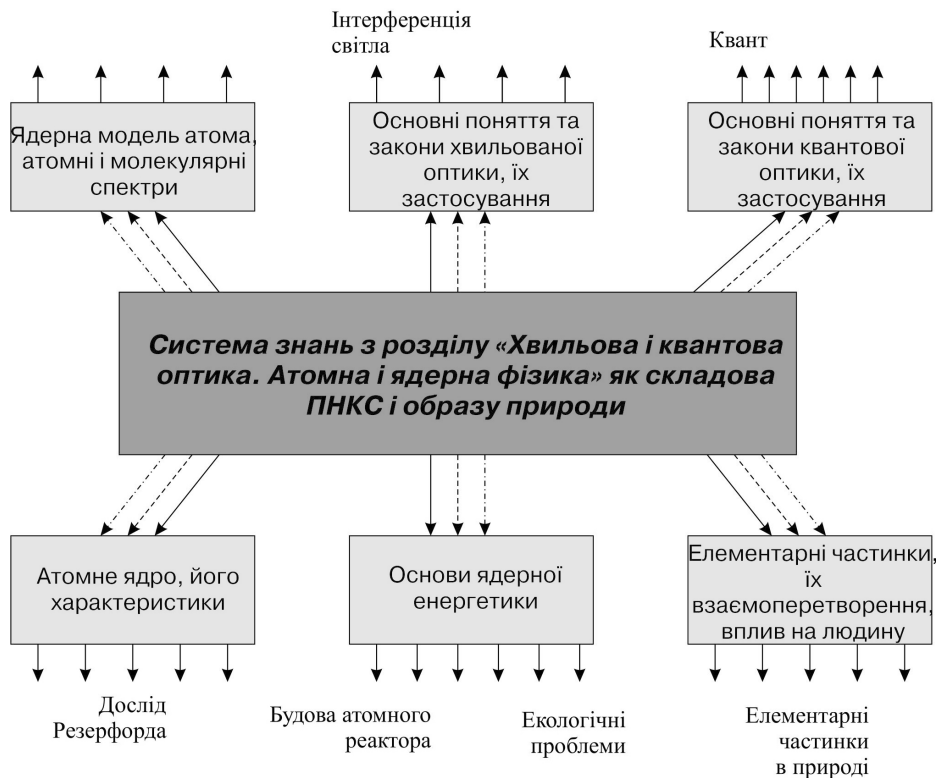 Інтерференція
світла
Квант
Ядерна модель атома,
атомні і молекулярні
спектри
Основні поняття та
закони хвильованої
оптики, їх
застосування
Основні поняття та
закони квантової
оптики, їх
застосування
Система знань з розділу «Хвильова і квантова
оптика. Атомна і ядерна фізика» як складова
ПНКС і образу природи
Атомне ядро, його
характеристики
Основи ядерної
енергетики
Елементарні частинки,
їх
взаємоперетворення,
вплив на людину
Дослід
Резерфорда
Будова атомного
реактора
Екологічні
проблеми
Елементарні
частинки
в природі